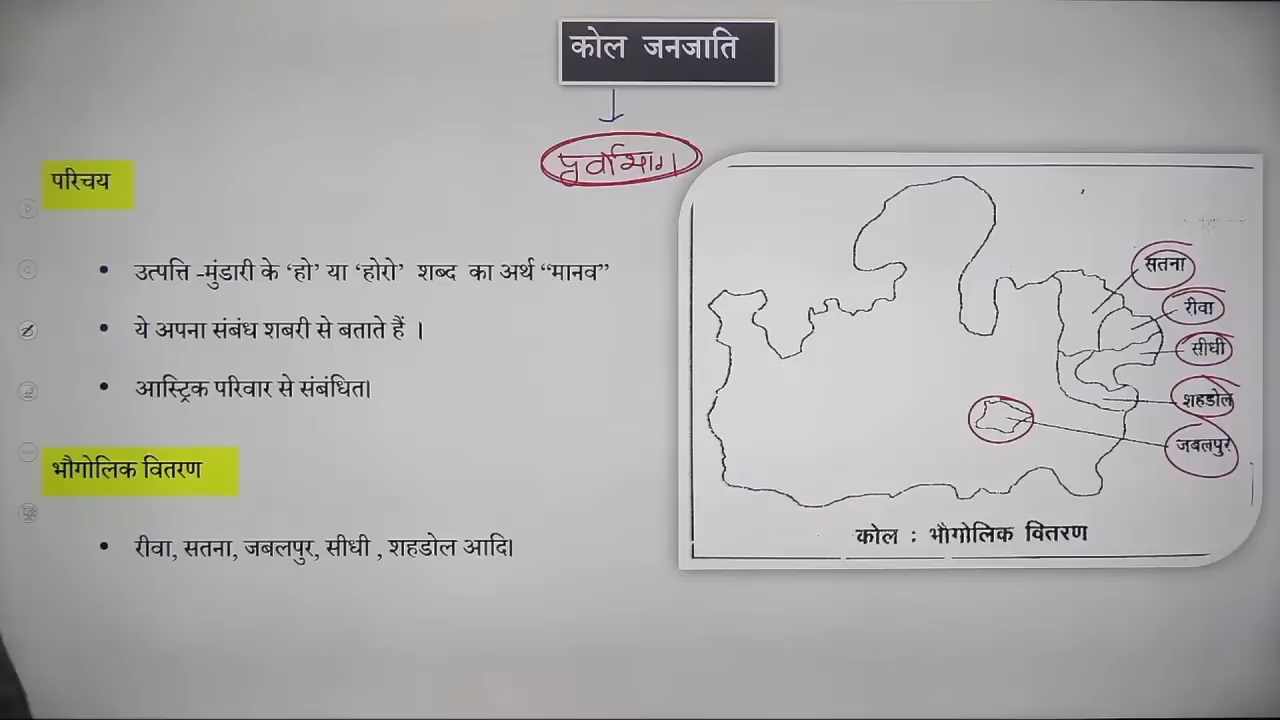 कोल जनजाति
पूर्वी भाग
परिचय
• उत्पत्ति -मुंडारी के ‘हो’ या ‘होरो’ शब्द का अर्थ “मानव”
• ये अपना संबंध शबरी से बताते हैं ।
• आस्ट्रिक परिवार से संबंधित।
भौगोलिक वितरण
• रीवा, सतना, जबलपुर, सीधी , शहडोल आदि।
सतना
रीवा
सीधी
शहडोल
जबलपुर
कोल : भौगोलिक वितरण